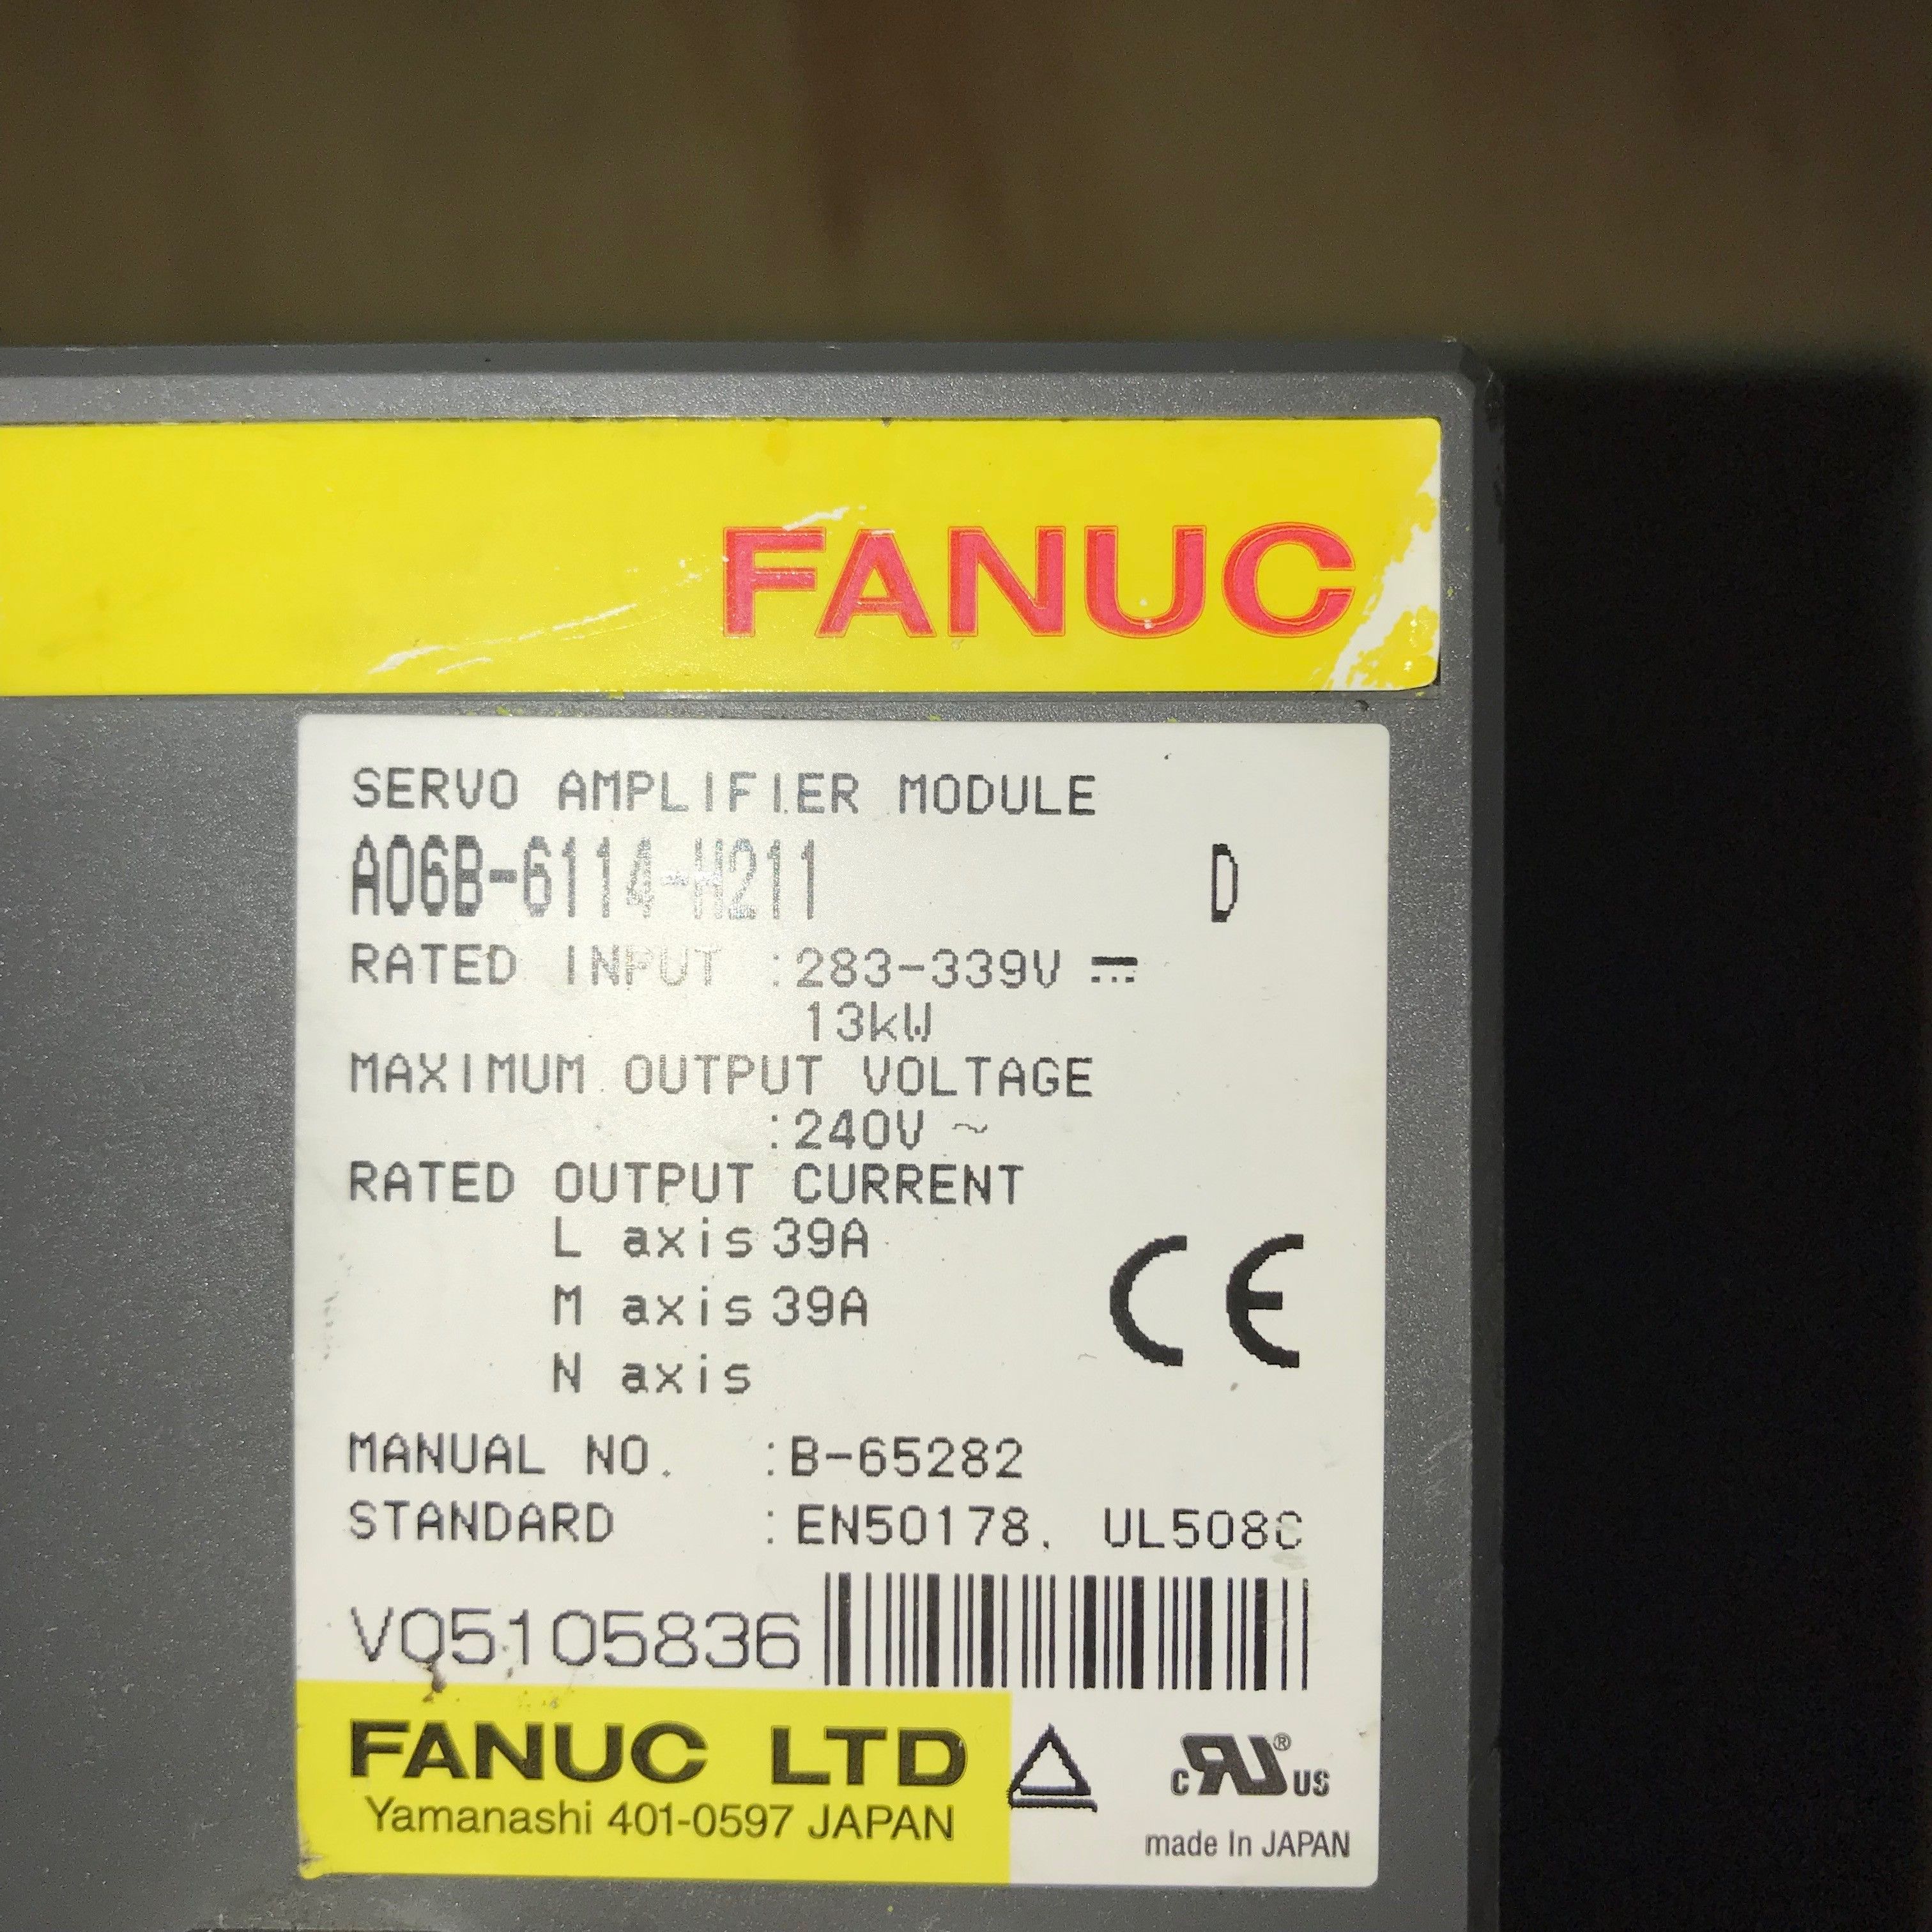 FANUC
SERVO AMPLIFIER MODULE
A06B-6114-H211 D
RATED INPUT :283-339V ⎓
13kW
MAXIMUM OUTPUT VOLTAGE
:240V ~
RATED OUTPUT CURRENT
L axis 39A
M axis 39A
N axis
CE
MANUAL NO. :B-65282
STANDARD :EN50178, UL508C
V05105836
FANUC LTD
Yamanashi 401-0597 JAPAN
c RU ® US
made In JAPAN